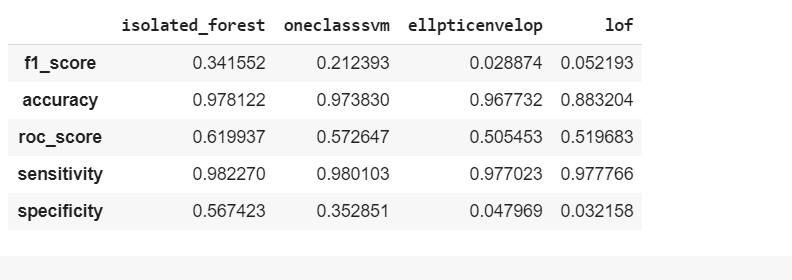 isolated_forest oneclasssvm ellpticenvelop lof
f1_score 0.341552 0.212393 0.028874 0.052193
accuracy 0.978122 0.973830 0.967732 0.883204
roc_score 0.619937 0.572647 0.505453 0.519683
sensitivity 0.982270 0.980103 0.977023 0.977766
specificity 0.567423 0.352851 0.047969 0.032158